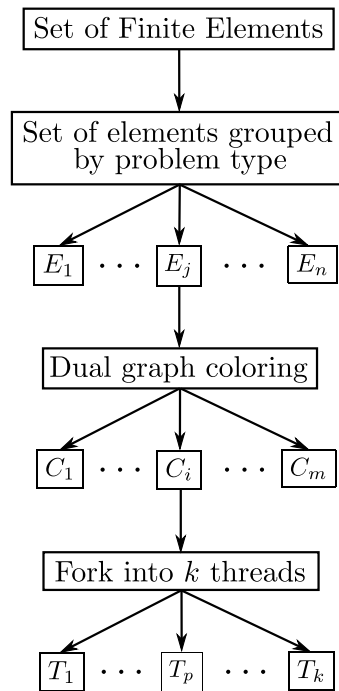 Set of Finite Elements
Set of elements grouped
by problem type
E₁ ··· Eⱼ ··· Eₙ
Dual graph coloring
C₁ ··· Cᵢ ··· Cₘ
Fork into k threads
T₁ ··· Tₚ ··· Tₖ